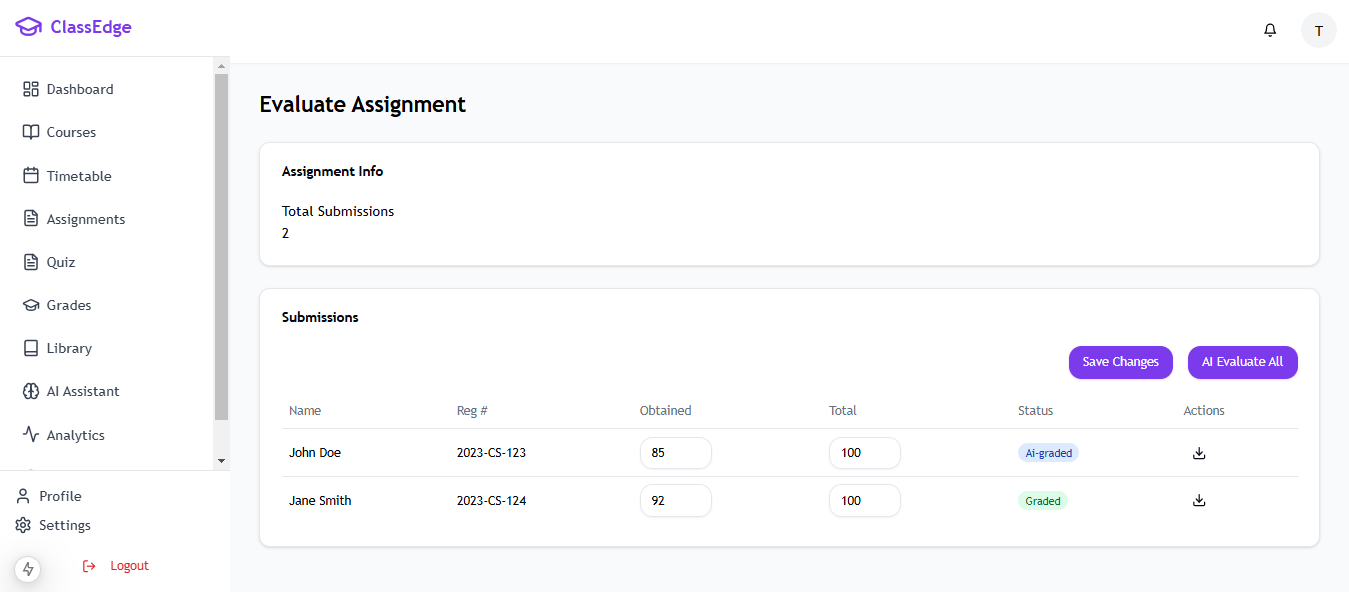 ClassEdge
T
Dashboard
Courses
Timetable
Assignments
Quiz
Grades
Library
AI Assistant
Analytics
Profile
Settings
Logout
Evaluate Assignment
Assignment Info
Total Submissions
2
Submissions
Save Changes AI Evaluate All
Name Reg # Obtained Total Status Actions
John Doe 2023-CS-123 85 100 Ai-graded
Jane Smith 2023-CS-124 92 100 Graded